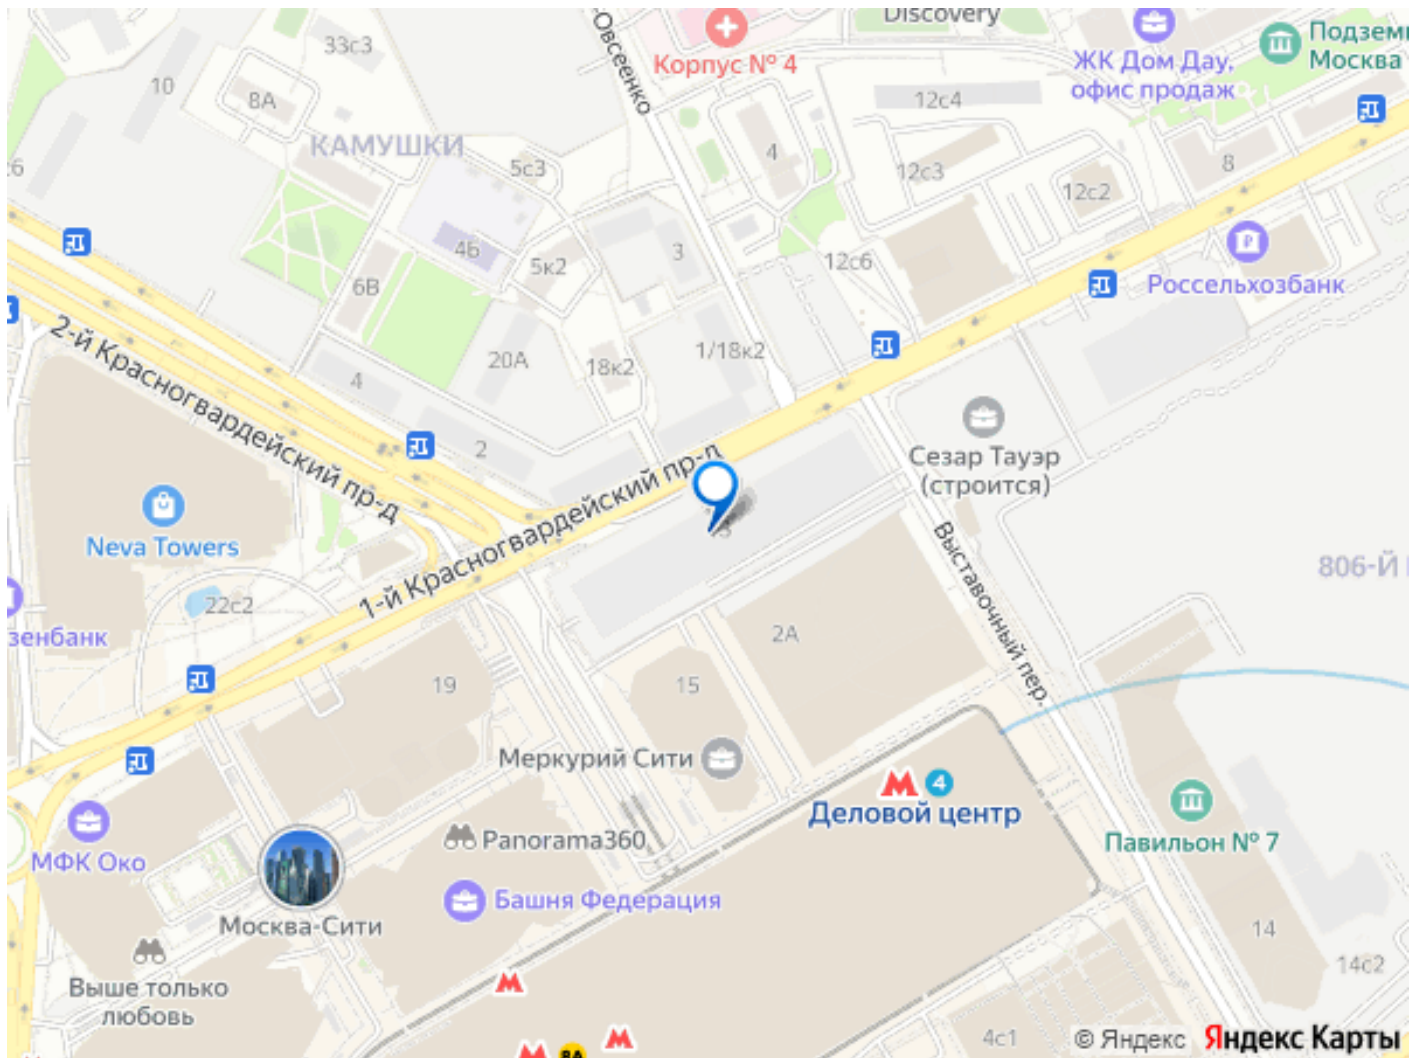 33с3
-Овсеенко
Discovery
Корпус № 4
ЖК Дом Дау,
офис продаж
Москва
10
8А
КАМУШКИ
5с3
12с4
4
12с3
12с2
8
4Б
5к2
3
12с6
6В
Россельхозбанк
20А
18к2
1/18к2
4
2
2-й Красногвардейский пр-д
1-й Красногвардейский пр-д
Сезар Тауэр
(строится)
Neva Towers
22с2
зенбанк
Выставочный пер.
806-Й
2А
19
15
Меркурий Сити
4
Деловой центр
Павильон № 7
Panorama360
МФК Око
Башня Федерация
Москва-Сити
Выше только
любовь
14
14с2
4с1
8А
© Яндекс Яндекс Карты